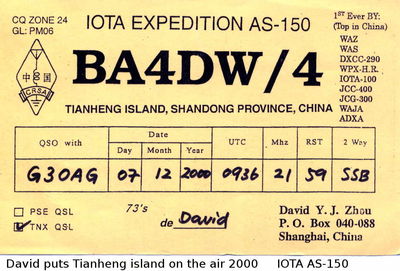 CQ ZONE 24
GL: PM06
IOTA EXPEDITION AS-150
1ST Ever BY:
(Top in China)
WAZ
WAS
DXCC-290
WPX-H.R.
IOTA-100
JCC-400
JCG-300
WAJA
ADXA
中国
CRSA
BA4DW/4
TIANHENG ISLAND, SHANDONG PROVINCE, CHINA
QSO with Date UTC Mhz RST 2 Way
Day Month Year
G3OAG 07 12 2000 0936 21 59 SSB
PSE QSL
TNX QSL
73's
de David
David Y. J. Zhou
P. O. Box 040-088
Shanghai, China
David puts Tianheng island on the air 2000 IOTA AS-150